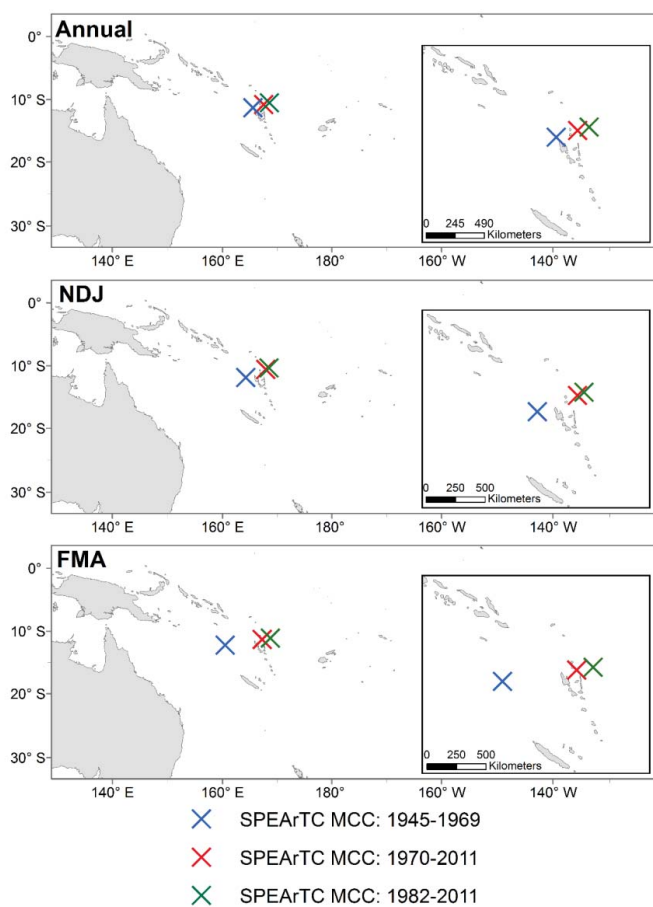 Annual
0°
10° S
20° S
30° S
0 245 490
Kilometers
140° E
160° E
180°
160° W
140° W
NDJ
0°
10° S
20° S
30° S
0 250 500
Kilometers
140° E
160° E
180°
160° W
140° W
FMA
0°
10° S
20° S
30° S
0 250 500
Kilometers
140° E
160° E
180°
160° W
140° W
SPEArTC MCC: 1945-1969
SPEArTC MCC: 1970-2011
SPEArTC MCC: 1982-2011